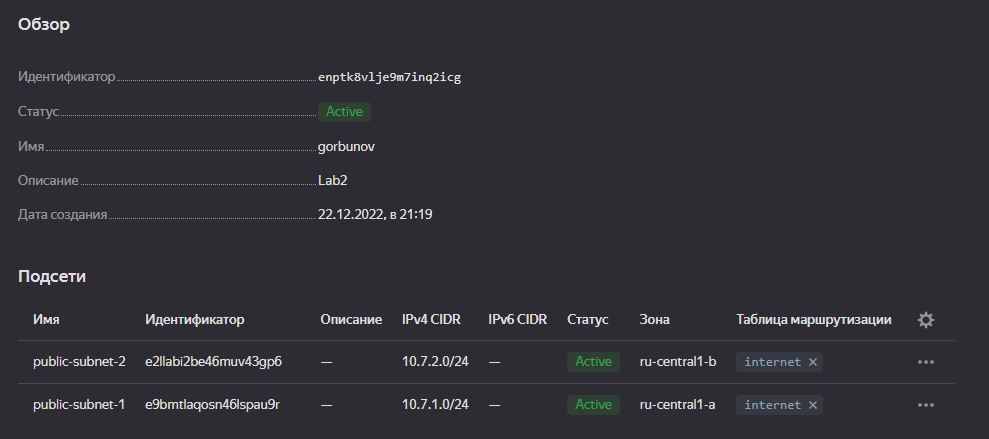 Обзор
Идентификатор enptk8vlje9m7inq2icg
Статус Active
Имя gorbunov
Описание Lab2
Дата создания 22.12.2022, в 21:19
Подсети
Имя Идентификатор Описание IPv4 CIDR IPv6 CIDR Статус Зона Таблица маршрутизации
public-subnet-2 e2llabi2be46muv43gp6 — 10.7.2.0/24 — Active ru-central1-b internet ×
public-subnet-1 e9bmtlaqosn46lspau9r — 10.7.1.0/24 — Active ru-central1-a internet ×